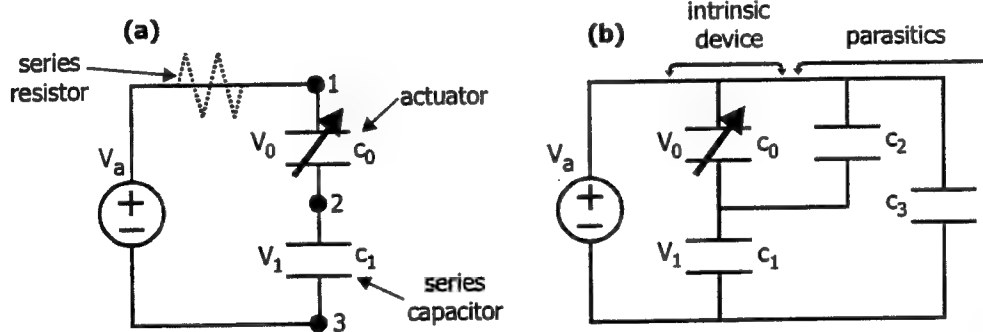 (a)
series
resistor
1
actuator
V0
c0
Va
2
V1
c1
series
capacitor
3
(b)
intrinsic
device
parasitics
Va
V0
c0
c2
c3
V1
c1